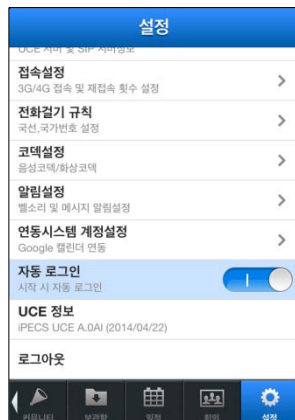 설정
UCE 서버 및 SIP 서버정보
접속설정
3G/4G 접속 및 재접속 횟수 설정
전화걸기 규칙
국선,국가번호 설정
코덱설정
음성코덱/화상코덱
알림설정
벨소리 및 메시지 알림설정
연동시스템 계정설정
Google 캘린더 연동
자동 로그인
시작 시 자동 로그인
UCE 정보
iPECS UCE A.0Al (2014/04/22)
로그아웃
커뮤니티 보관함 일정 회의 설정